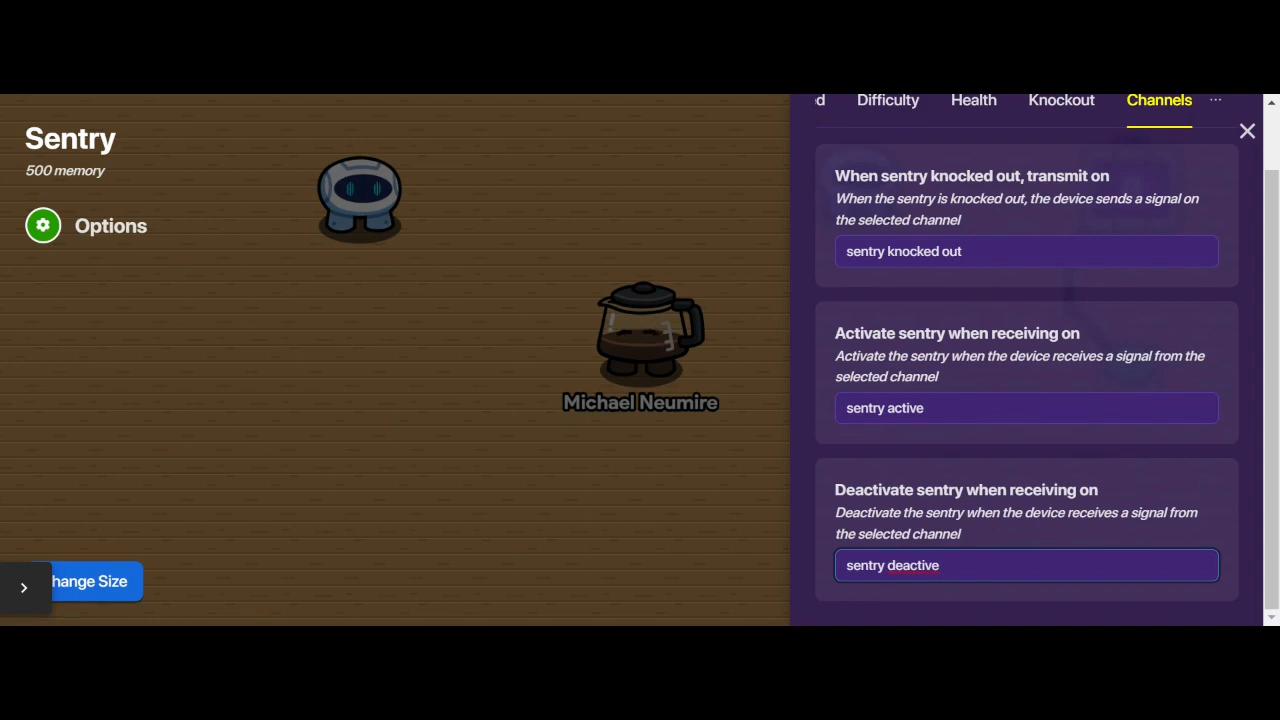 d Difficulty Health Knockout Channels ...
Sentry
500 memory
Options
Michael Neumire
hange Size
When sentry knocked out, transmit on
When the sentry is knocked out, the device sends a signal on
the selected channel
sentry knocked out
Activate sentry when receiving on
Activate the sentry when the device receives a signal from the
selected channel
sentry active
Deactivate sentry when receiving on
Deactivate the sentry when the device receives a signal from
the selected channel
sentry deactive